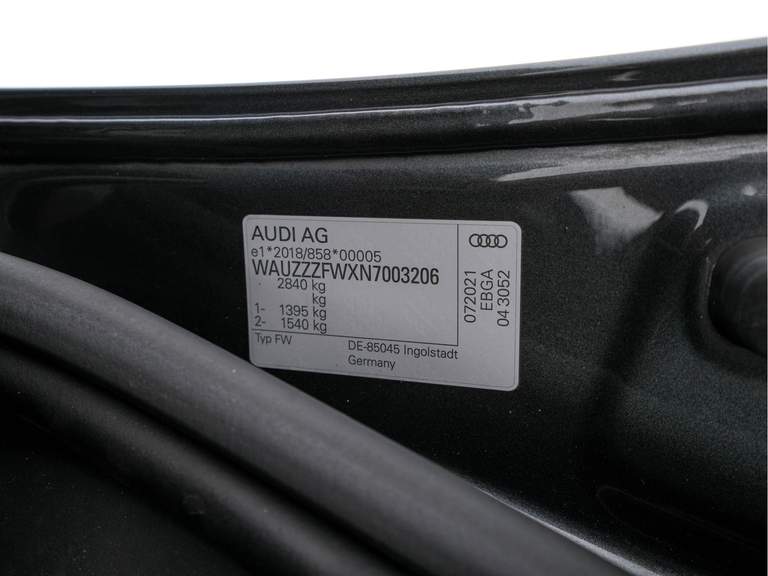 AUDI AG
e1*2018/858*00005
WAUZZZFWXN7003206
- 2840 kg
kg
1- 1395 kg
2- 1540 kg
Typ FW
DE-85045 Ingolstadt
Germany
072021
EBGA
04 3052